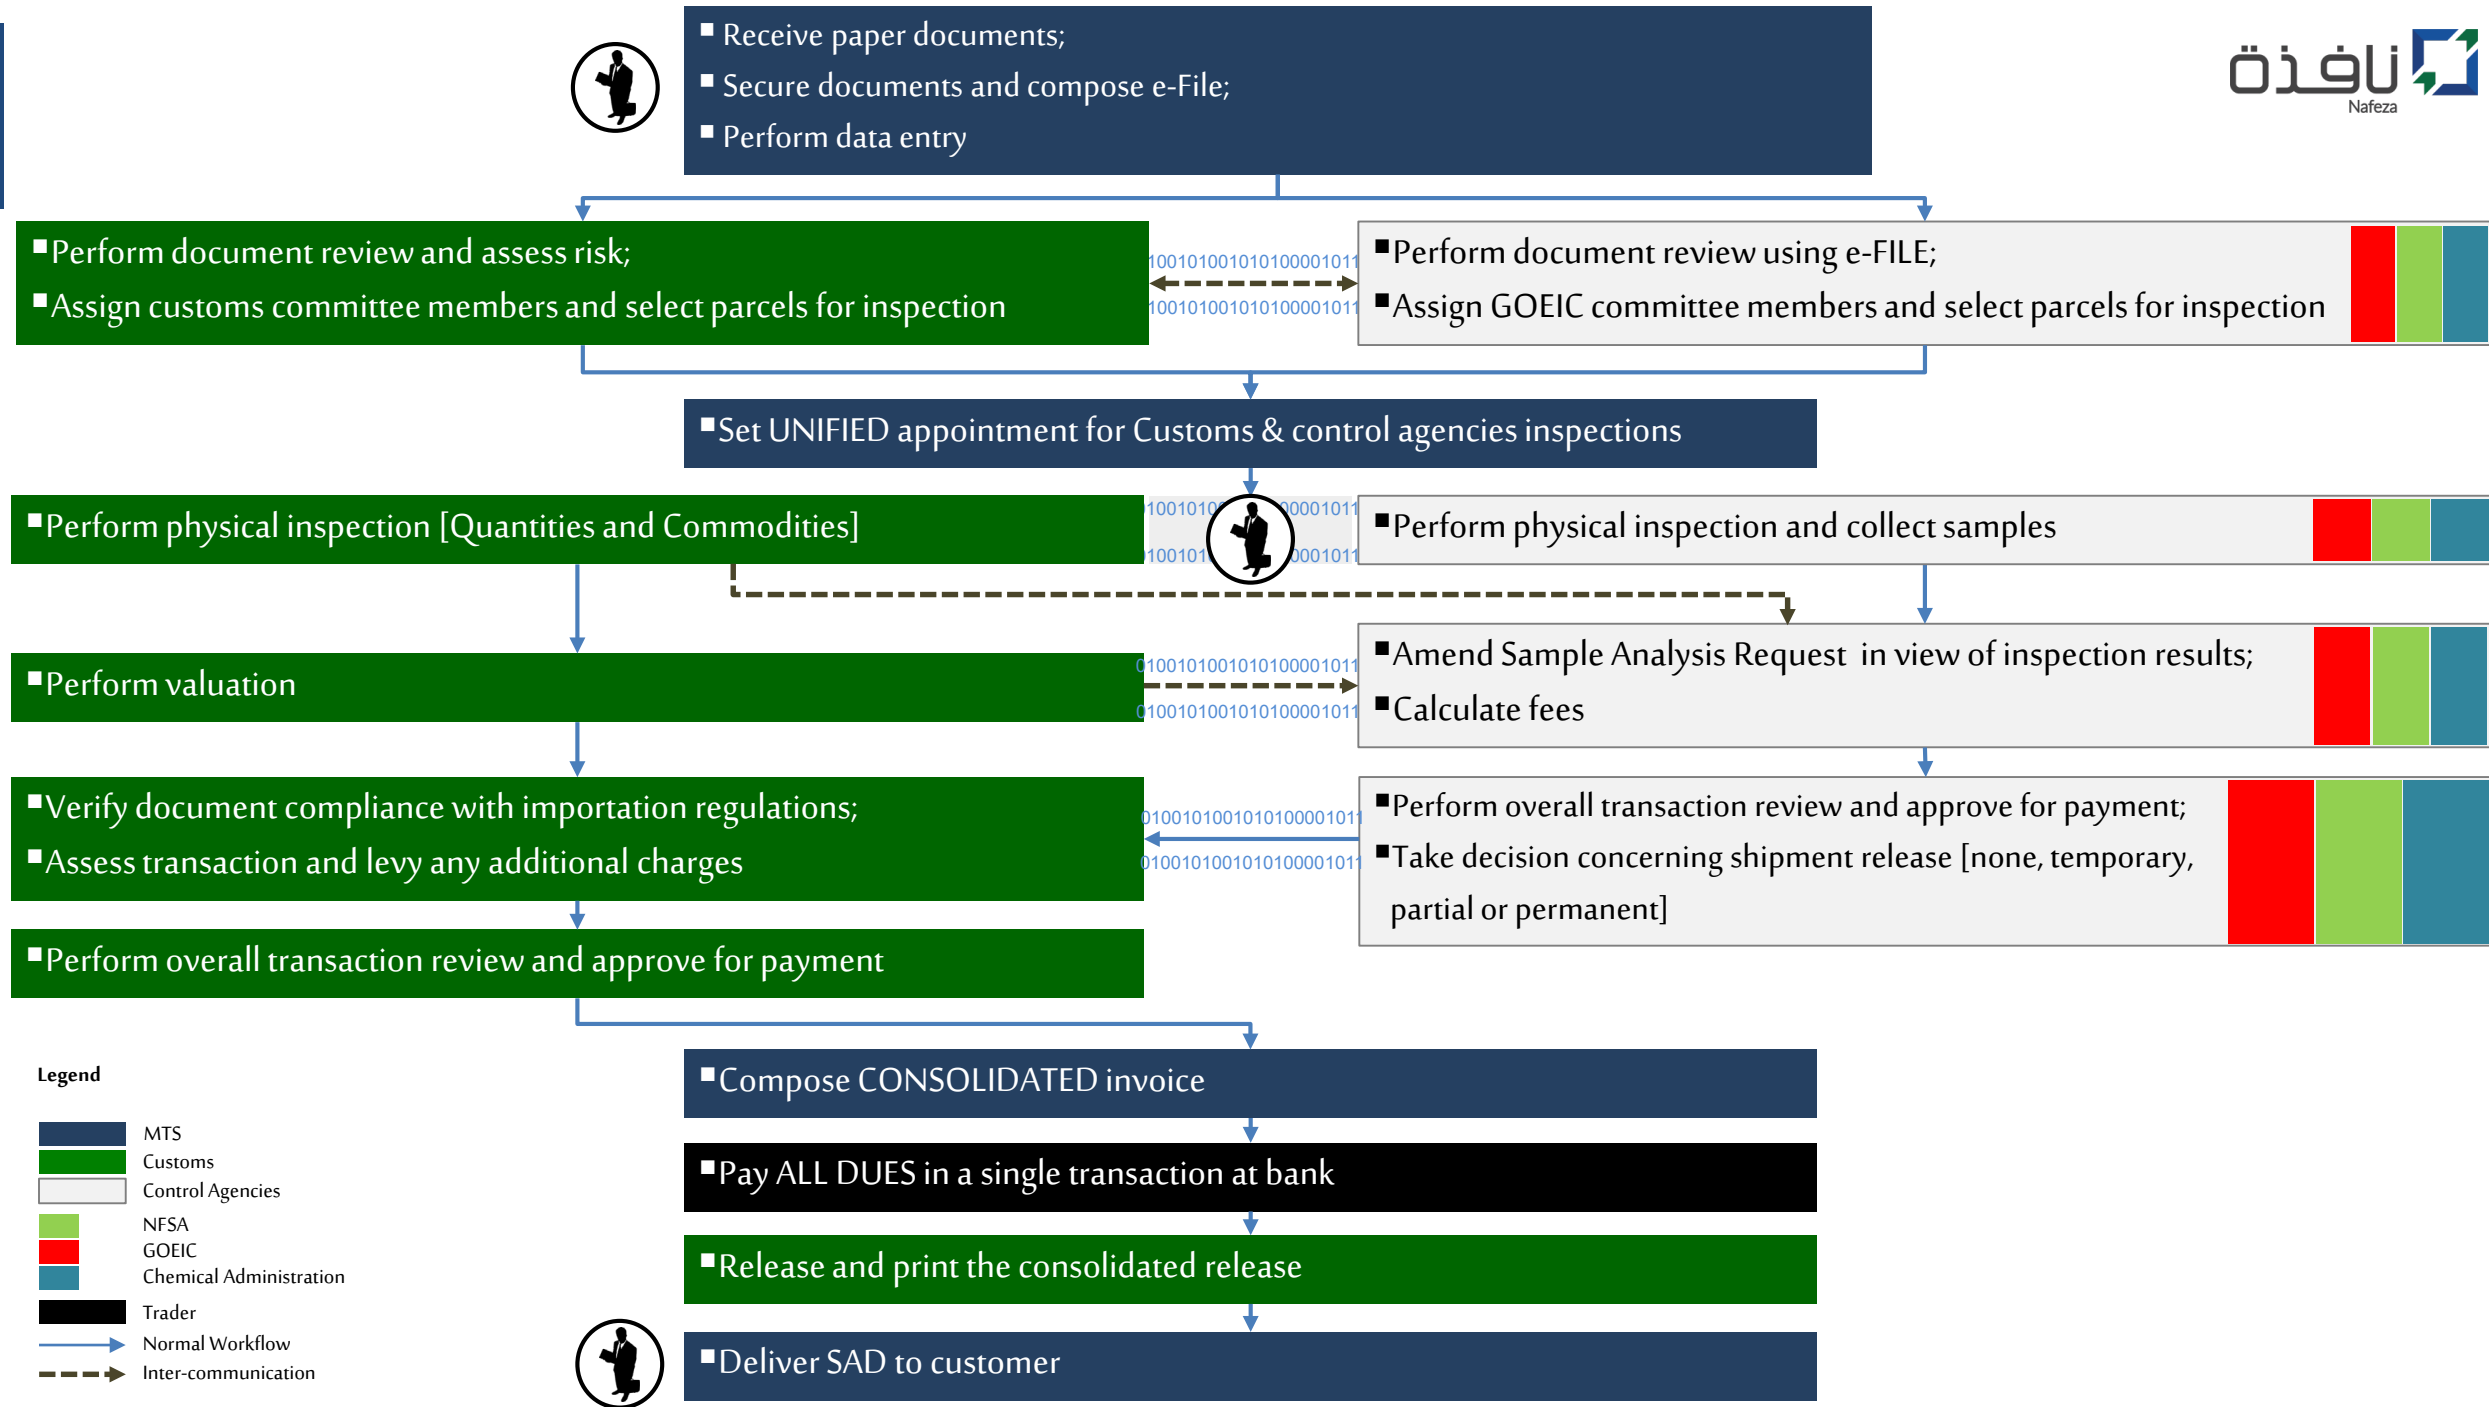 ▪ Receive paper documents;
▪ Secure documents and compose e-File;
▪ Perform data entry
نافذة
Nafeza
▪Perform document review and assess risk;
▪Assign customs committee members and select parcels for inspection
100101001010100001011
100101001010100001011
▪Perform document review using e-FILE;
▪Assign GOEIC committee members and select parcels for inspection
▪Set UNIFIED appointment for Customs & control agencies inspections
▪Perform physical inspection [Quantities and Commodities]
▪Perform physical inspection and collect samples
▪Perform valuation
0100101001010100001011
0100101001010100001011
▪Amend Sample Analysis Request in view of inspection results;
▪Calculate fees
▪Verify document compliance with importation regulations;
▪Assess transaction and levy any additional charges
0100101001010100001011
0100101001010100001011
▪Perform overall transaction review and approve for payment;
▪Take decision concerning shipment release [none, temporary,
partial or permanent]
▪Perform overall transaction review and approve for payment
▪Compose CONSOLIDATED invoice
▪Pay ALL DUES in a single transaction at bank
▪Release and print the consolidated release
▪Deliver SAD to customer
Legend
MTS
Customs
Control Agencies
NFSA
GOEIC
Chemical Administration
Trader
Normal Workflow
Inter-communication